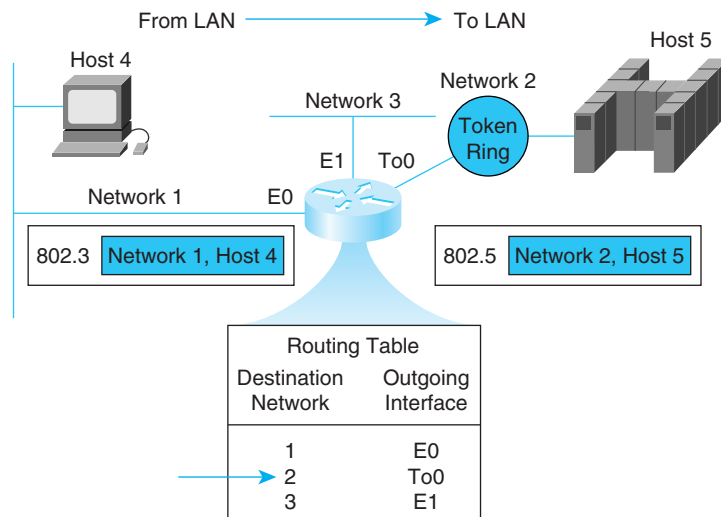 From LAN To LAN
Host 4
Host 5
Network 2
Network 3
Token
Ring
E1 To0
Network 1 E0
802.3 Network 1, Host 4
802.5 Network 2, Host 5
Routing Table
Destination Outgoing
Network Interface
1 E0
2 To0
3 E1